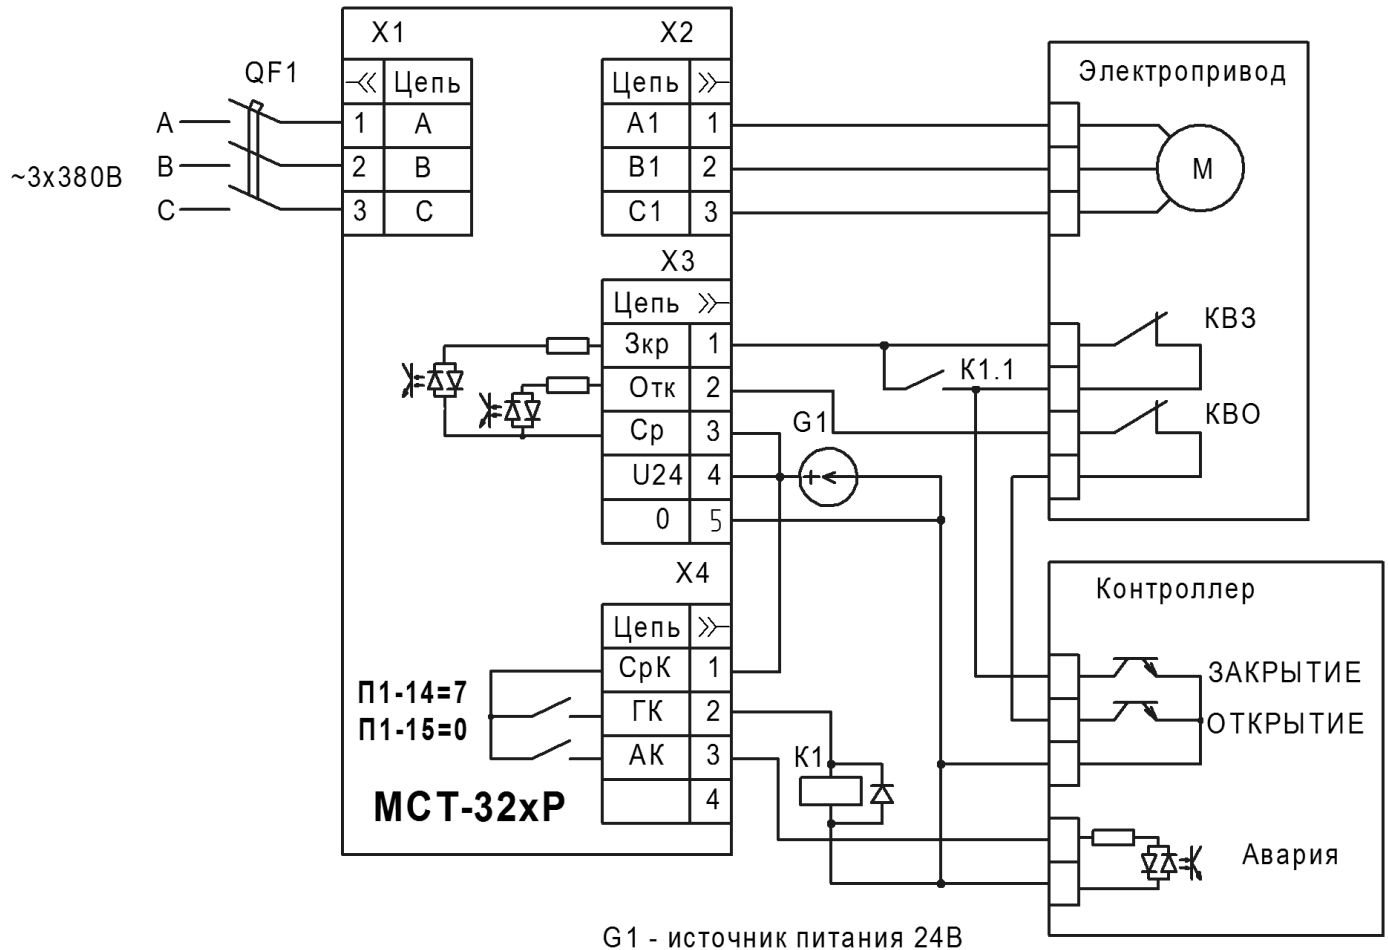 X1
X2
QF1
Цепь
1 A
2 B
3 C
A
B
C
~3x380В
Цепь
A1 1
B1 2
C1 3
Электропривод
М
X3
Цепь
Зкр 1
Отк 2
Ср 3
U24 4
0 5
КВЗ
К1.1
КВО
G1
X4
Цепь
СрК 1
ГК 2
АК 3
4
П1-14=7
П1-15=0
МСТ-32хР
К1
Контроллер
ЗАКРЫТИЕ
ОТКРЫТИЕ
Авария
G1 - источник питания 24В